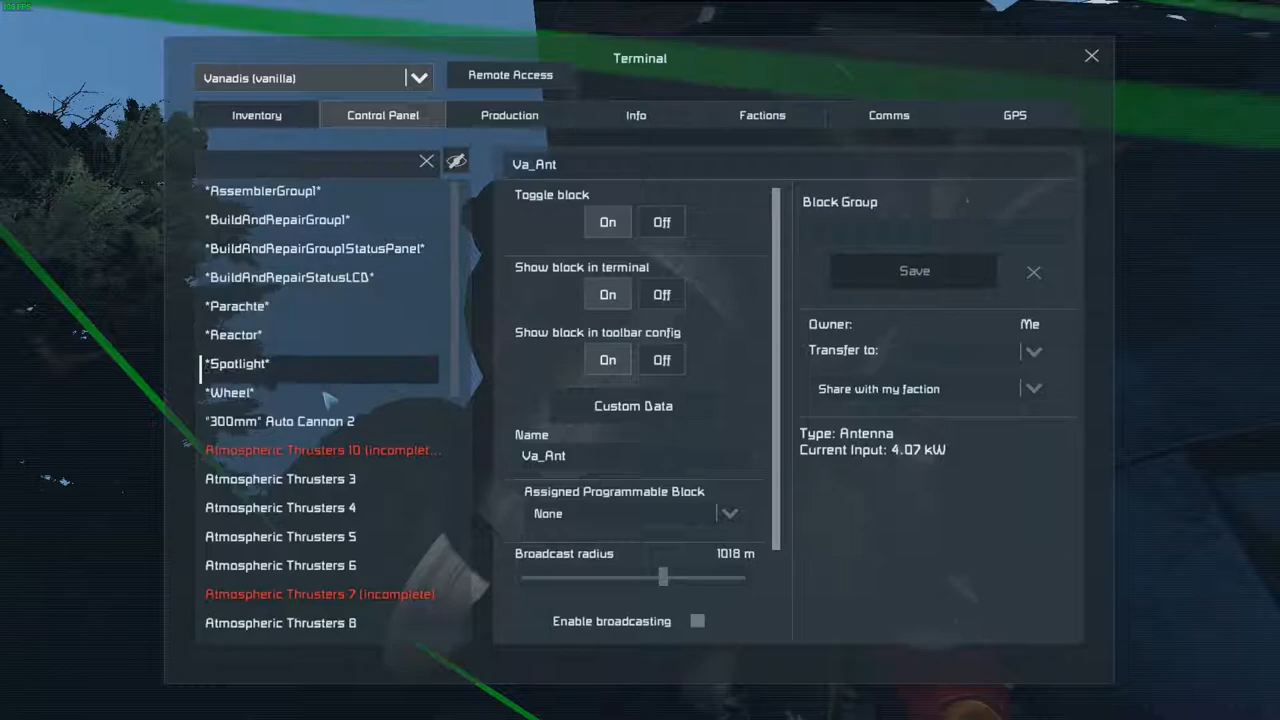 Terminal
Vanadis (vanilla)
Remote Access
Inventory
Control Panel
Production
Info
Factions
Comms
GPS
*AssemblerGroup1*
*BuildAndRepairGroup1*
*BuildAndRepairGroup1StatusPanel*
*BuildAndRepairStatusLCD*
*Parachte*
*Reactor*
*Spotlight*
*Wheel*
"300mm" Auto Cannon 2
Atmospheric Thrusters 10 (incomplet...
Atmospheric Thrusters 3
Atmospheric Thrusters 4
Atmospheric Thrusters 5
Atmospheric Thrusters 6
Atmospheric Thrusters 7 (incomplete)
Atmospheric Thrusters 8
Va_Ant
Toggle block
On Off
Show block in terminal
On Off
Show block in toolbar config
On Off
Custom Data
Name
Va_Ant
Assigned Programmable Block
None
Broadcast radius 1018 m
Enable broadcasting
Block Group
Save
Owner: Me
Transfer to:
Share with my faction
Type: Antenna
Current Input: 4.07 kW